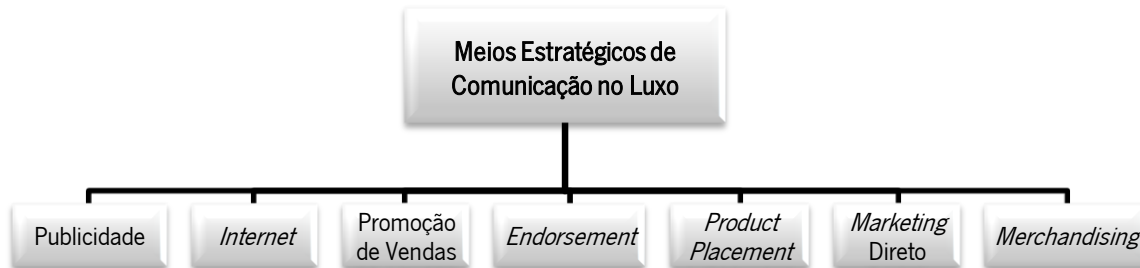 Meios Estratégicos de
Comunicação no Luxo
Publicidade
Internet
Promoção
de Vendas
Endorsement
Product
Placement
Marketing
Direto
Merchandising